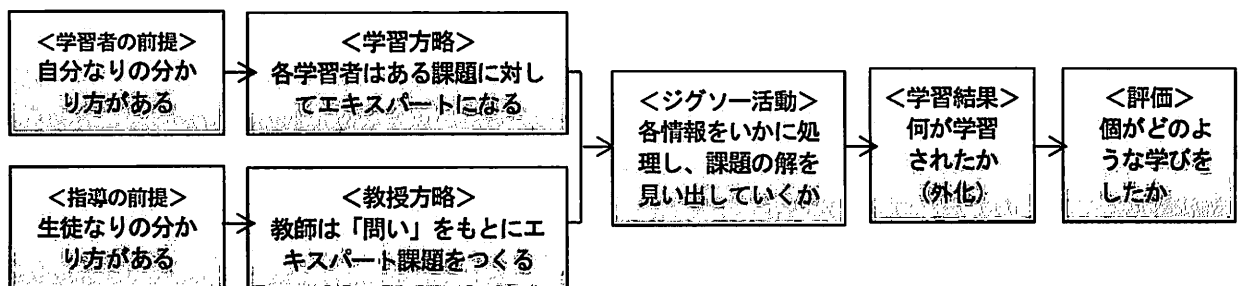 <学習者の前提>
自分なりの分か
り方がある
<学習方略>
各学習者はある課題に対し
てエキスパートになる
<指導の前提>
生徒なりの分か
り方がある
<教授方略>
教師は「問い」をもとにエ
キスパート課題をつくる
<ジグソー活動>
各情報をいかに処
理し、課題の解を
見い出していくか
<学習結果>
何が学習
されたか
(外化)
<評価>
個がどのよ
うな学びを
したか